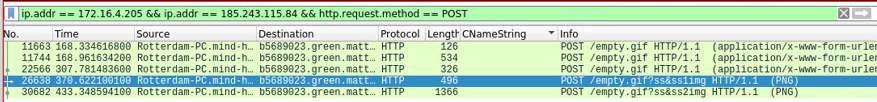 ip.addr == 172.16.4.205 && ip.addr == 185.243.115.84 && http.request.method == POST
No. Time Source Destination Protocol Length CNameString Info
11663 168.334616800 Rotterdam-PC.mind-h… b5689023.green.matt… HTTP 126 POST /empty.gif HTTP/1.1 (application/x-www-form-urler
11744 168.961634200 Rotterdam-PC.mind-h… b5689023.green.matt… HTTP 534 POST /empty.gif HTTP/1.1 (application/x-www-form-urler
22566 307.781483600 Rotterdam-PC.mind-h… b5689023.green.matt… HTTP 326 POST /empty.gif HTTP/1.1 (application/x-www-form-urler
26638 370.622100100 Rotterdam-PC.mind-h… b5689023.green.matt… HTTP 496 POST /empty.gif?ss&ss1img HTTP/1.1 (PNG)
30682 433.348594100 Rotterdam-PC.mind-h… b5689023.green.matt… HTTP 1366 POST /empty.gif?ss&ss2img HTTP/1.1 (PNG)